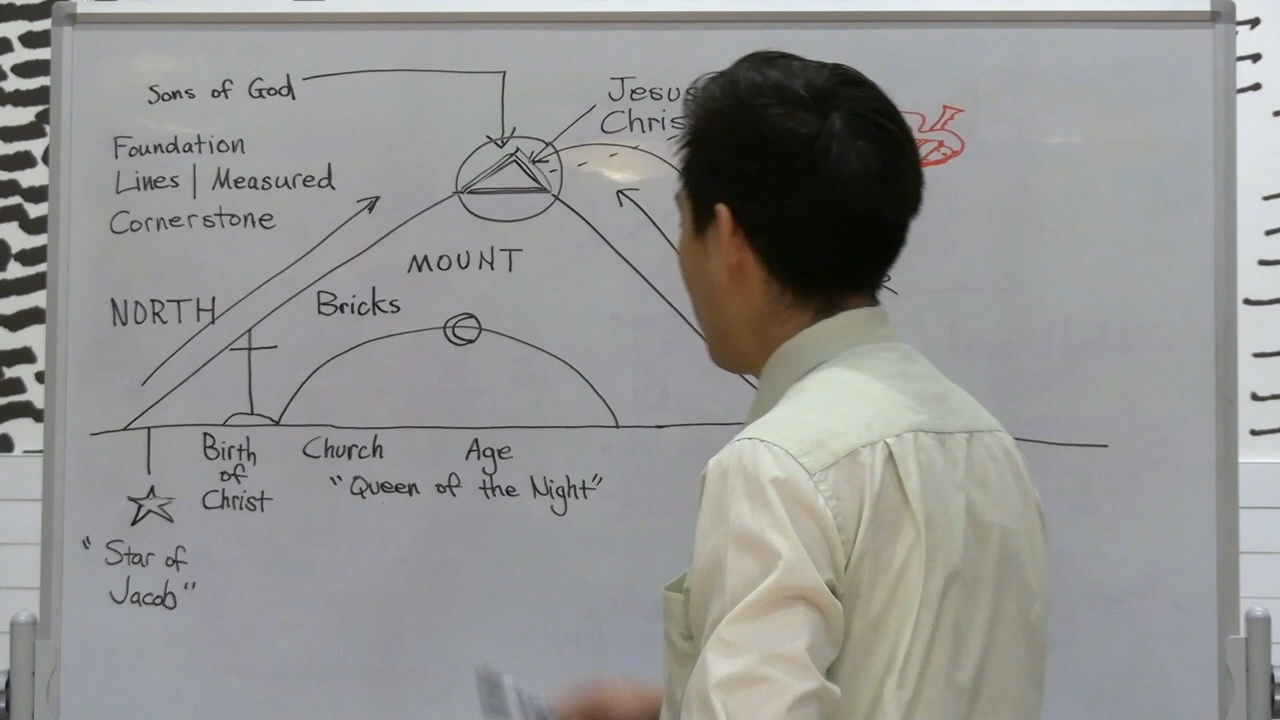 Sons of God
Jesus
Chris
Foundation
Lines | Measured
Cornerstone
MOUNT
NORTH
Bricks
Birth
of
Christ
Church Age
"Queen of the Night"
"Star of
Jacob"